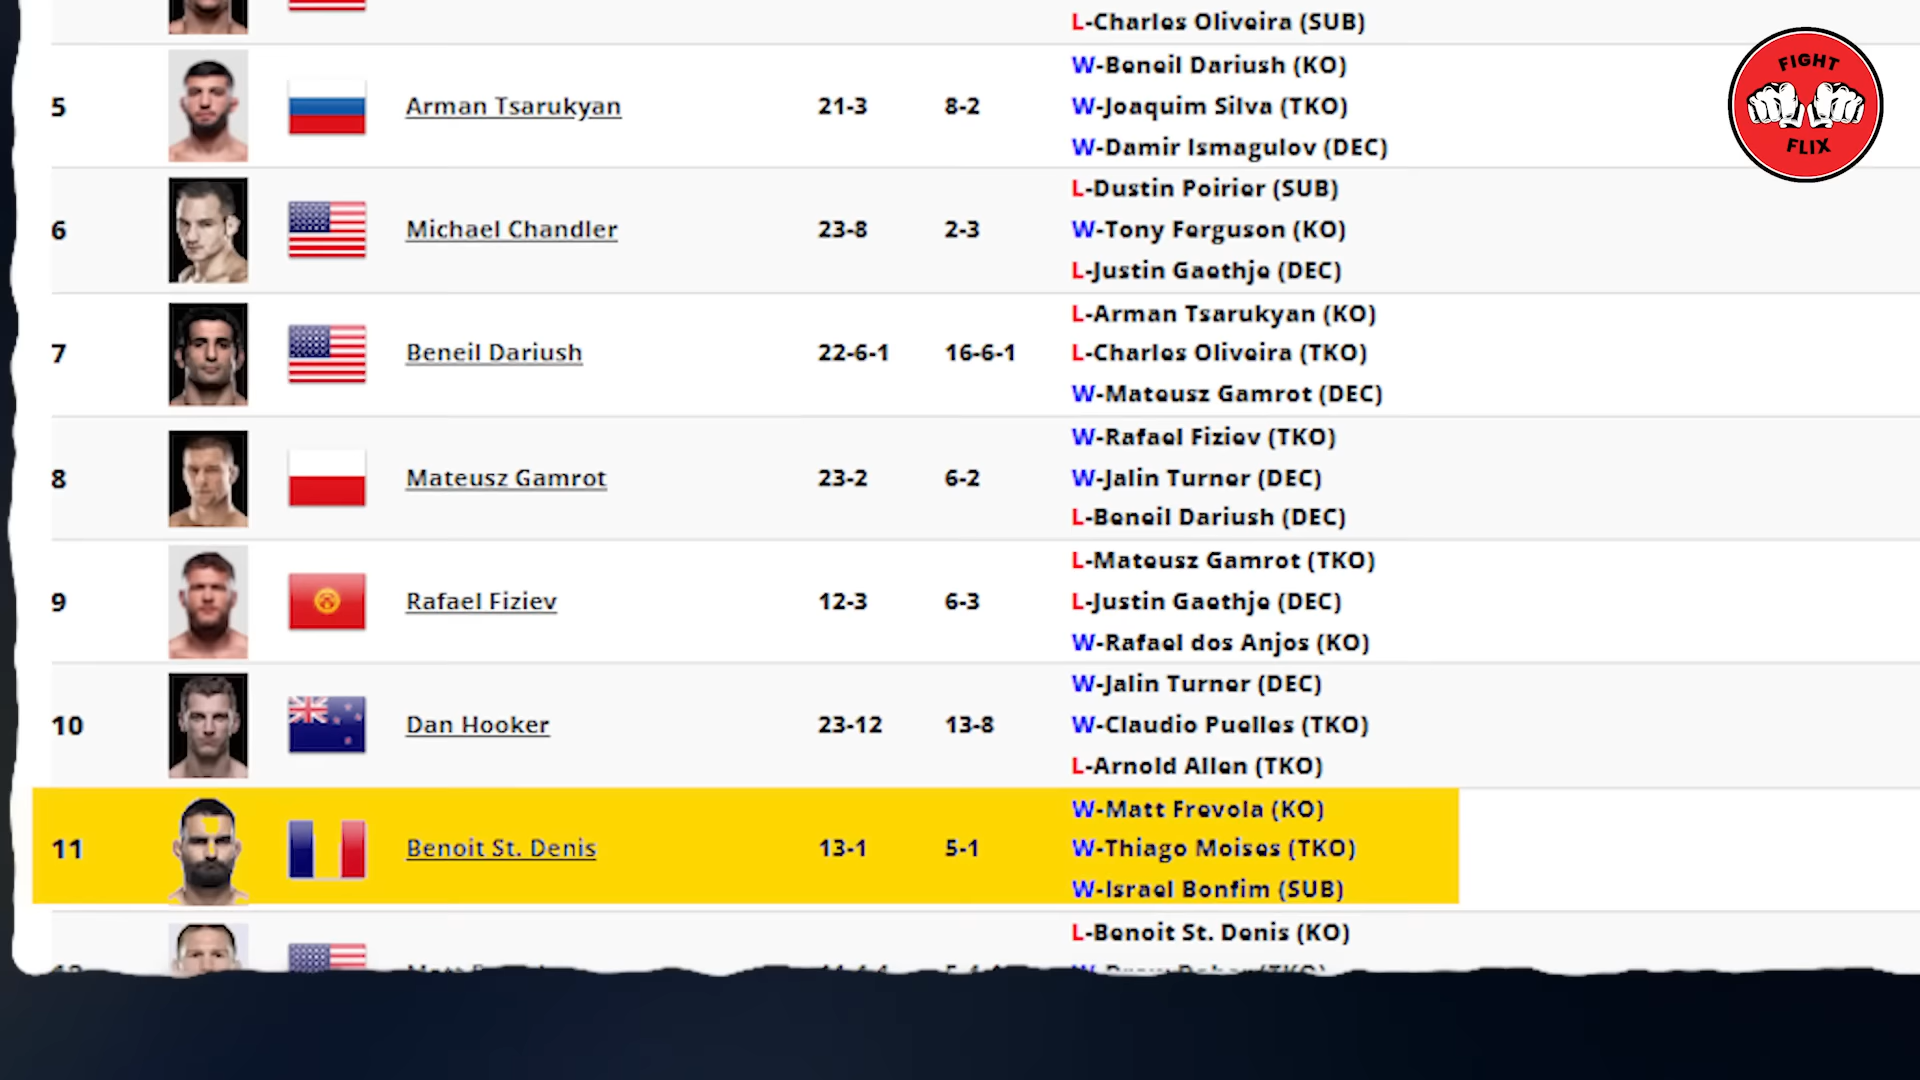 L-Charles Oliveira (SUB)
FIGHT
FLIX
5 Arman Tsarukyan 21-3 8-2
W-Beneil Dariush (KO)
W-Joaquim Silva (TKO)
W-Damir Ismagulov (DEC)
6 Michael Chandler 23-8 2-3
L-Dustin Poirier (SUB)
W-Tony Ferguson (KO)
L-Justin Gaethje (DEC)
7 Beneil Dariush 22-6-1 16-6-1
L-Arman Tsarukyan (KO)
L-Charles Oliveira (TKO)
W-Mateusz Gamrot (DEC)
8 Mateusz Gamrot 23-2 6-2
W-Rafael Fiziev (TKO)
W-Jalin Turner (DEC)
L-Beneil Dariush (DEC)
9 Rafael Fiziev 12-3 6-3
L-Mateusz Gamrot (TKO)
L-Justin Gaethje (DEC)
W-Rafael dos Anjos (KO)
10 Dan Hooker 23-12 13-8
W-Jalin Turner (DEC)
W-Claudio Puelles (TKO)
L-Arnold Allen (TKO)
11 Benoit St. Denis 13-1 5-1
W-Matt Frevola (KO)
W-Thiago Moises (TKO)
W-Israel Bonfim (SUB)
L-Benoit St. Denis (KO)